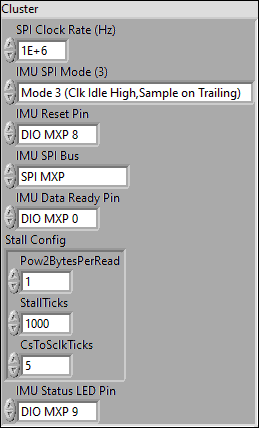 Cluster
SPI Clock Rate (Hz)
1E+6
IMU SPI Mode (3)
Mode 3 (Clk Idle High,Sample on Trailing)
IMU Reset Pin
DIO MXP 8
IMU SPI Bus
SPI MXP
IMU Data Ready Pin
DIO MXP 0
Stall Config
Pow2BytesPerRead
1
StallTicks
1000
CsToSclkTicks
5
IMU Status LED Pin
DIO MXP 9